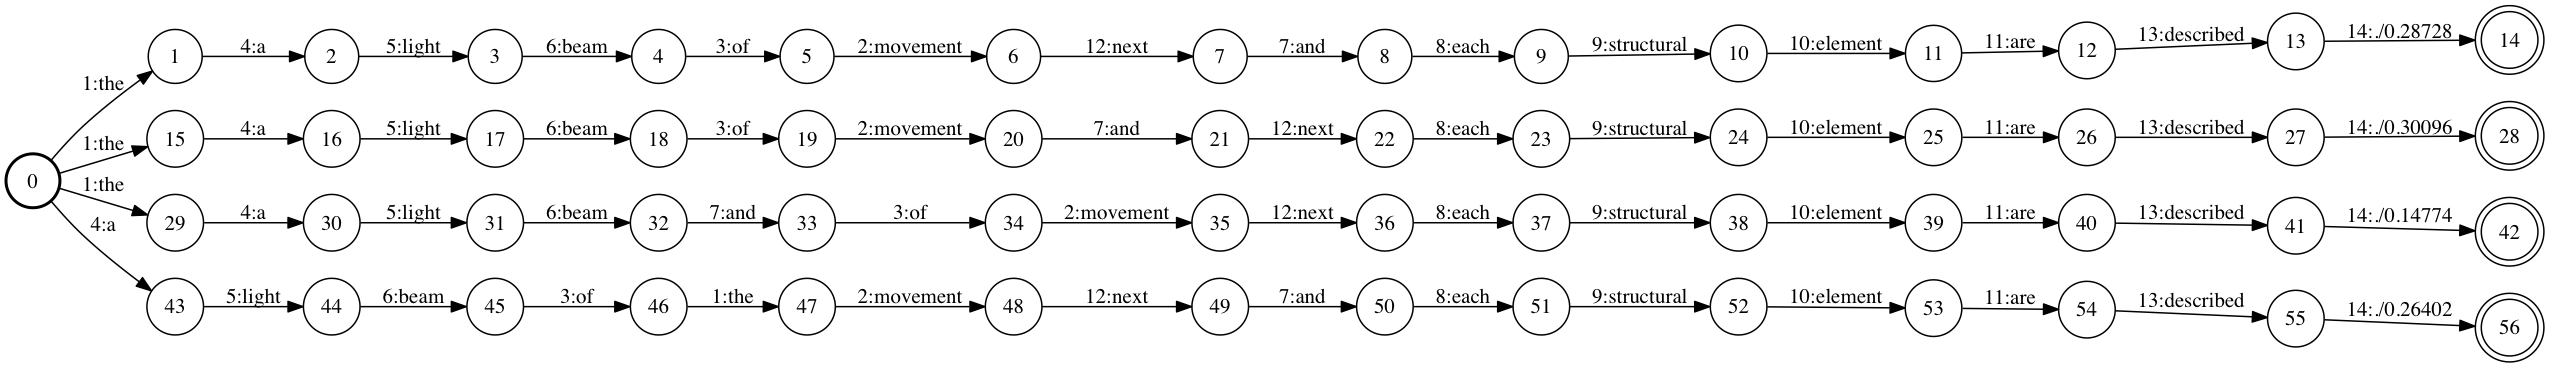 1:the 1 4:a 2 5:light 3 6:beam 4 3:of 5 2:movement 6 12:next 7 7:and 8 8:each 9 9:structural 10 10:element 11 11:are 12 13:described 13 14:./0.28728 14
1:the 15 4:a 16 5:light 17 6:beam 18 3:of 19 2:movement 20 7:and 21 12:next 22 8:each 23 9:structural 24 10:element 25 11:are 26 13:described 27 14:./0.30096 28
0
1:the 29 4:a 30 5:light 31 6:beam 32 7:and 33 3:of 34 2:movement 35 12:next 36 8:each 37 9:structural 38 10:element 39 11:are 40 13:described 41 14:./0.14774 42
4:a 43 5:light 44 6:beam 45 3:of 46 1:the 47 2:movement 48 12:next 49 7:and 50 8:each 51 9:structural 52 10:element 53 11:are 54 13:described 55 14:./0.26402 56